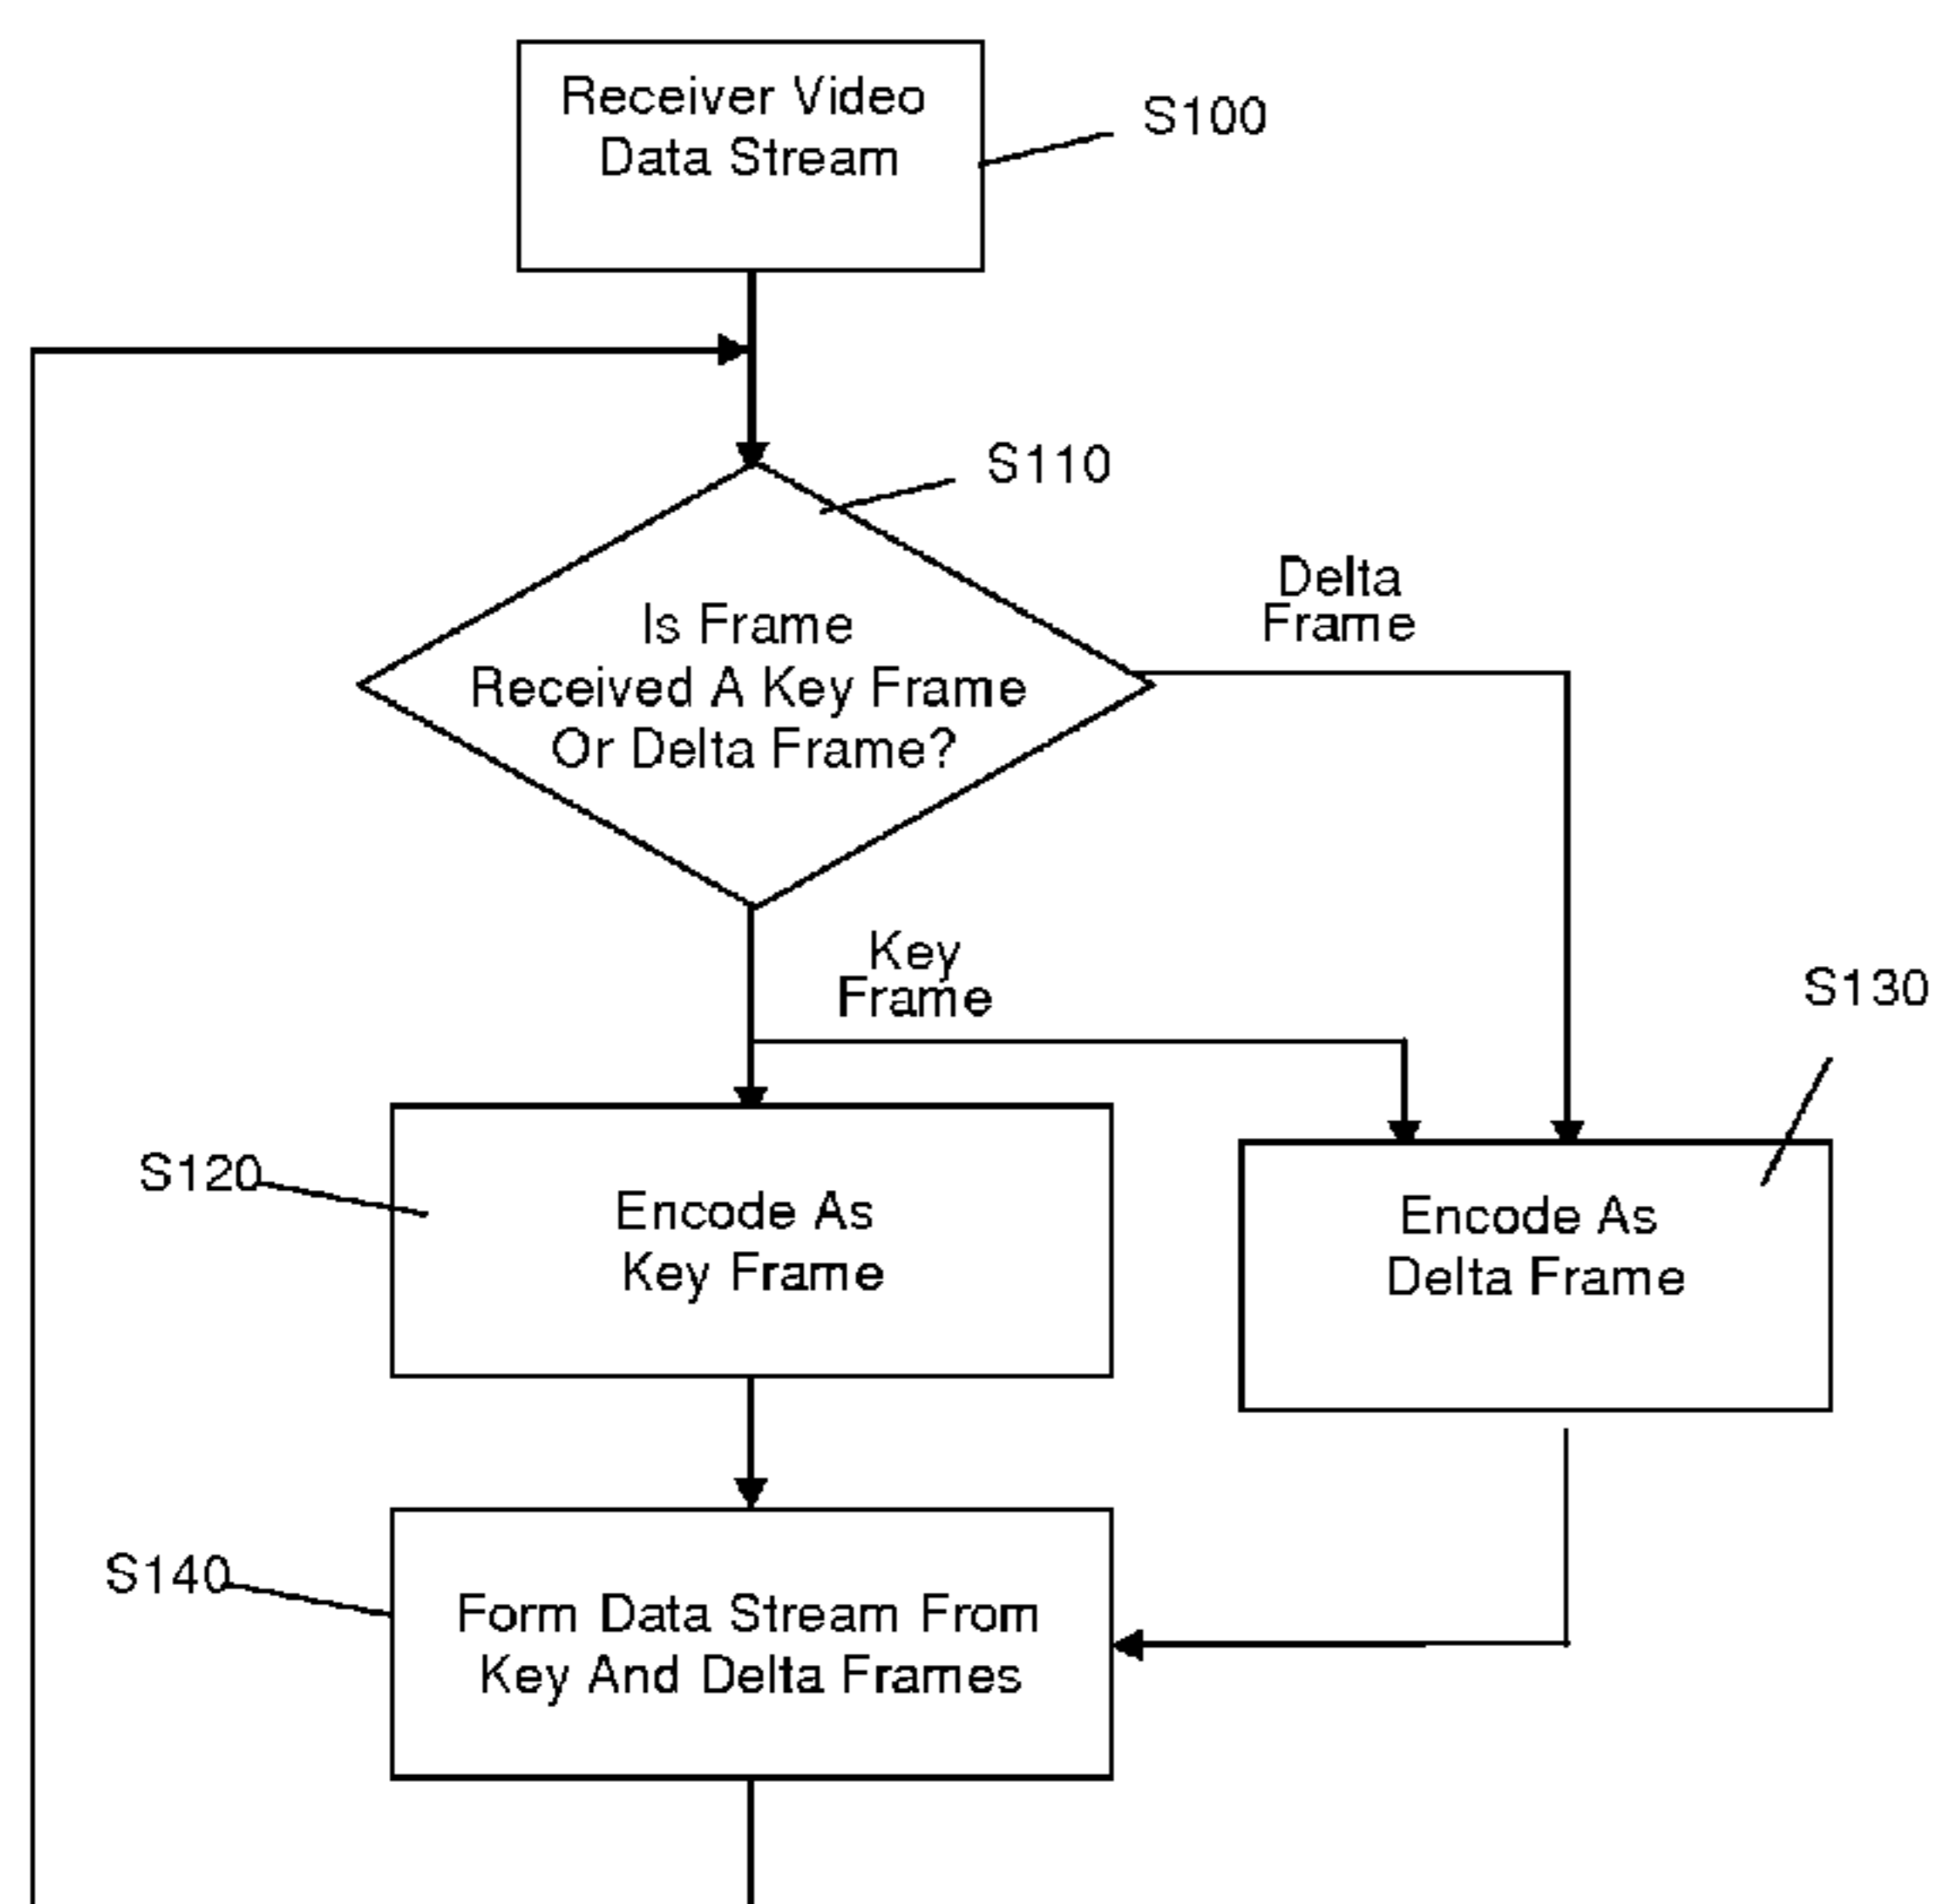 Receiver Video
Data Stream
S100
S110
Is Frame
Received A Key Frame
Or Delta Frame?
Delta
Frame
Key
Frame
S130
S120
Encode As
Key Frame
Encode As
Delta Frame
S140
Form Data Stream From
Key And Delta Frames